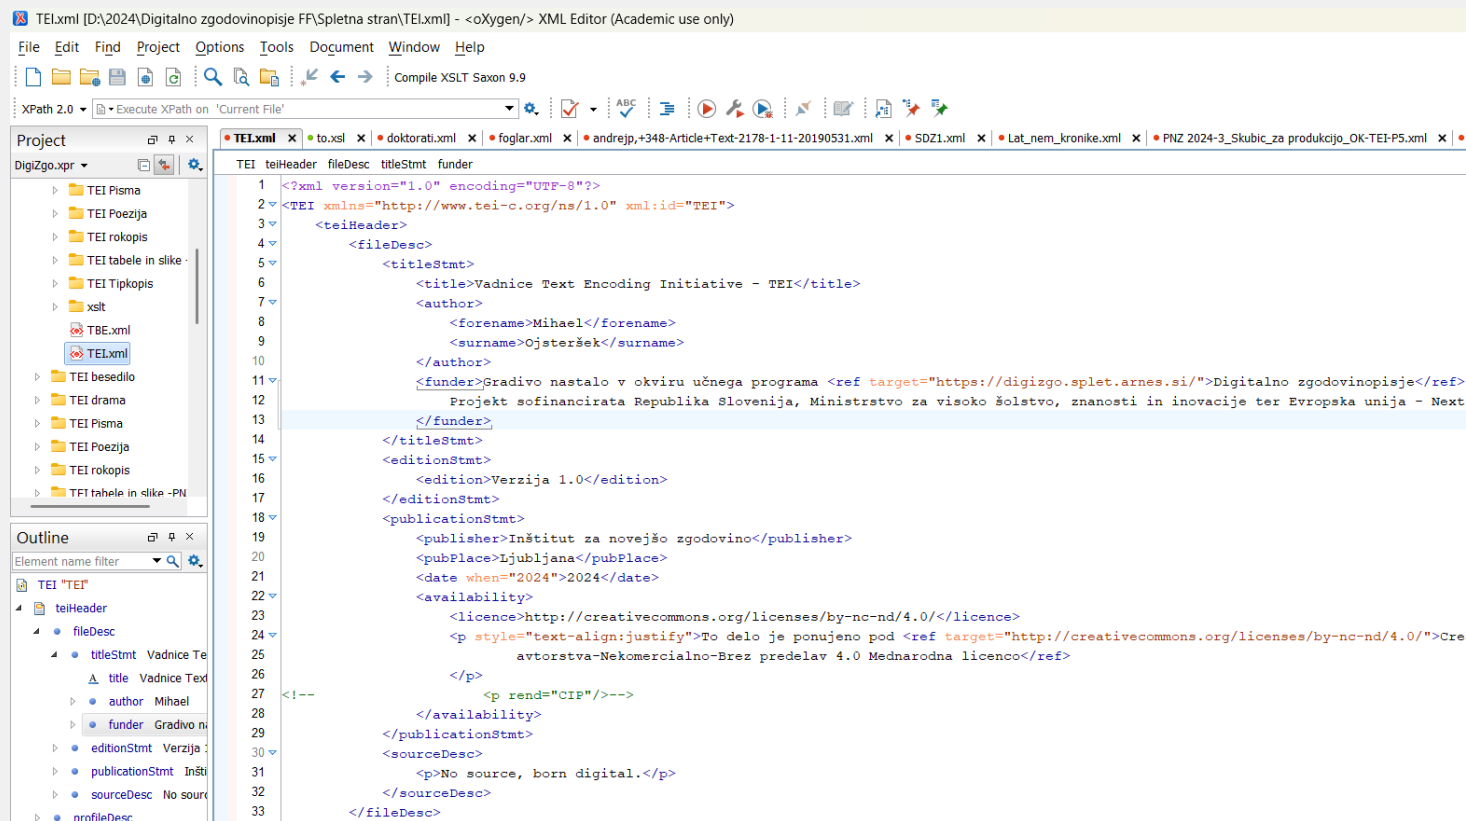 TEI.xml [D:\2024\Digitalno zgodovinopisje FF\Spletna stran\TEI.xml] - <oXygen/> XML Editor (Academic use only)
File Edit Find Project Options Tools Document Window Help
Compile XSLT Saxon 9.9
XPath 2.0 Execute XPath on 'Current File'
Project
TEI.xml to.xsl doktorati.xml foglar.xml andrejp,+348-Article+Text-2178-1-11-20190531.xml SDZ1.xml Lat_nem_kronike.xml PNZ 2024-3_Skubic_za produkcijo_OK-TEI-P5.xml
DigiZgo.xpr
TEI teiHeader fileDesc titleStmt funder
TEI Pisma
TEI Poezija
TEI rokopis
TEI tabele in slike -
TEI Tipkopis
xslt
TBE.xml
TEI.xml
TEI besedilo
TEI drama
TEI Pisma
TEI Poezija
TEI rokopis
TEI tabele in slike -PN
Outline
Element name filter
TEI "TEI"
teiHeader
fileDesc
titleStmt Vadnice Te
title Vadnice Text
author Mihael
funder Gradivo na
editionStmt Verzija 1
publicationStmt Inšti
sourceDesc No sourc
profileDesc
1 <?xml version="1.0" encoding="UTF-8"?>
2 <TEI xmlns="http://www.tei-c.org/ns/1.0" xml:id="TEI">
3 <teiHeader>
4 <fileDesc>
5 <titleStmt>
6 <title>Vadnice Text Encoding Initiative - TEI</title>
7 <author>
8 <forename>Mihael</forename>
9 <surname>Ojsteršek</surname>
10 </author>
11 <funder>Gradivo nastalo v okviru učnega programa <ref target="https://digizgo.splet.arnes.si/">Digitalno zgodovinopisje</ref>
12 Projekt sofinancirata Republika Slovenija, Ministrstvo za visoko šolstvo, znanosti in inovacije ter Evropska unija - Next
13 </funder>
14 </titleStmt>
15 <editionStmt>
16 <edition>Verzija 1.0</edition>
17 </editionStmt>
18 <publicationStmt>
19 <publisher>Inštitut za novejšo zgodovino</publisher>
20 <pubPlace>Ljubljana</pubPlace>
21 <date when="2024">2024</date>
22 <availability>
23 <licence>http://creativecommons.org/licenses/by-nc-nd/4.0/</licence>
24 <p style="text-align:justify">To delo je ponujeno pod <ref target="http://creativecommons.org/licenses/by-nc-nd/4.0/">Cre
25 avtorstva-Nekomercialno-Brez predelav 4.0 Mednarodna licenco</ref>
26 </p>
27 <!-- <p rend="CIP"/>-->
28 </availability>
29 </publicationStmt>
30 <sourceDesc>
31 <p>No source, born digital.</p>
32 </sourceDesc>
33 </fileDesc>